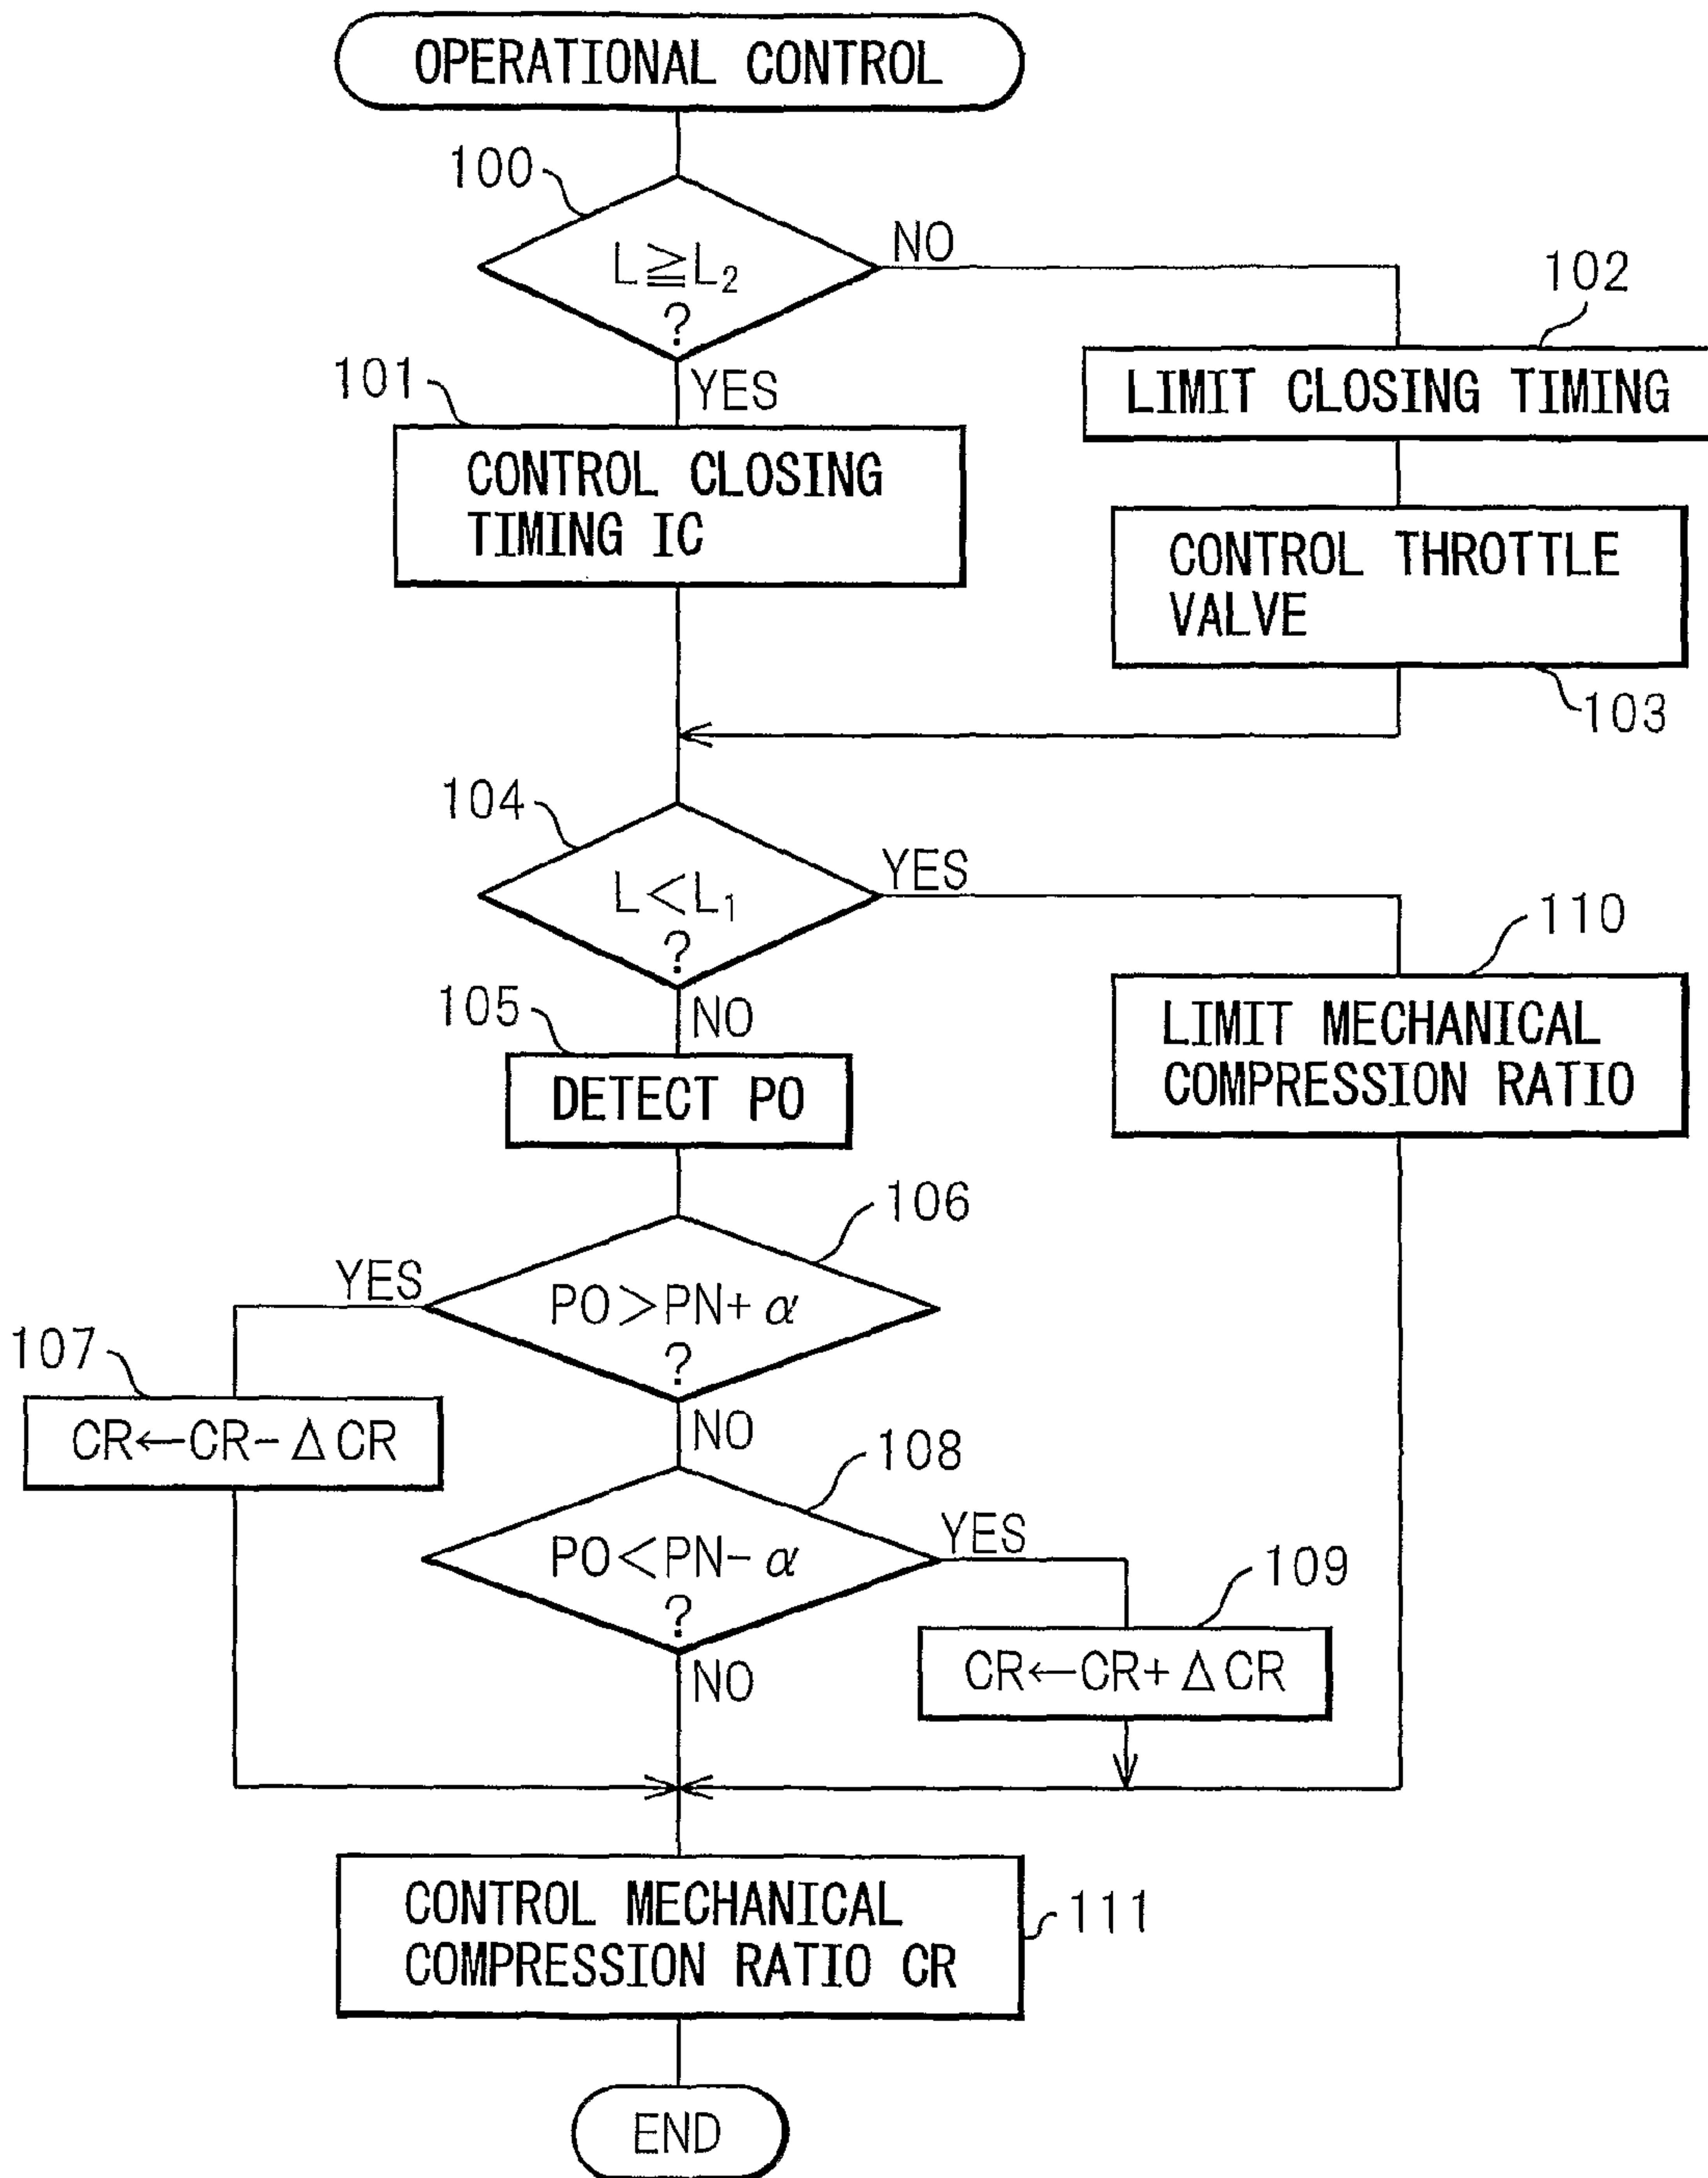 OPERATIONAL CONTROL
100
L≧L₂
?
NO
YES
102
LIMIT CLOSING TIMING
101
CONTROL CLOSING
TIMING IC
CONTROL THROTTLE
VALVE
103
104
L<L₁
?
YES
NO
110
LIMIT MECHANICAL
COMPRESSION RATIO
105
DETECT PO
106
PO>PN+α
?
YES
NO
107
CR←CR-ΔCR
108
PO<PN-α
?
YES
NO
109
CR←CR+ΔCR
CONTROL MECHANICAL
COMPRESSION RATIO CR
111
END